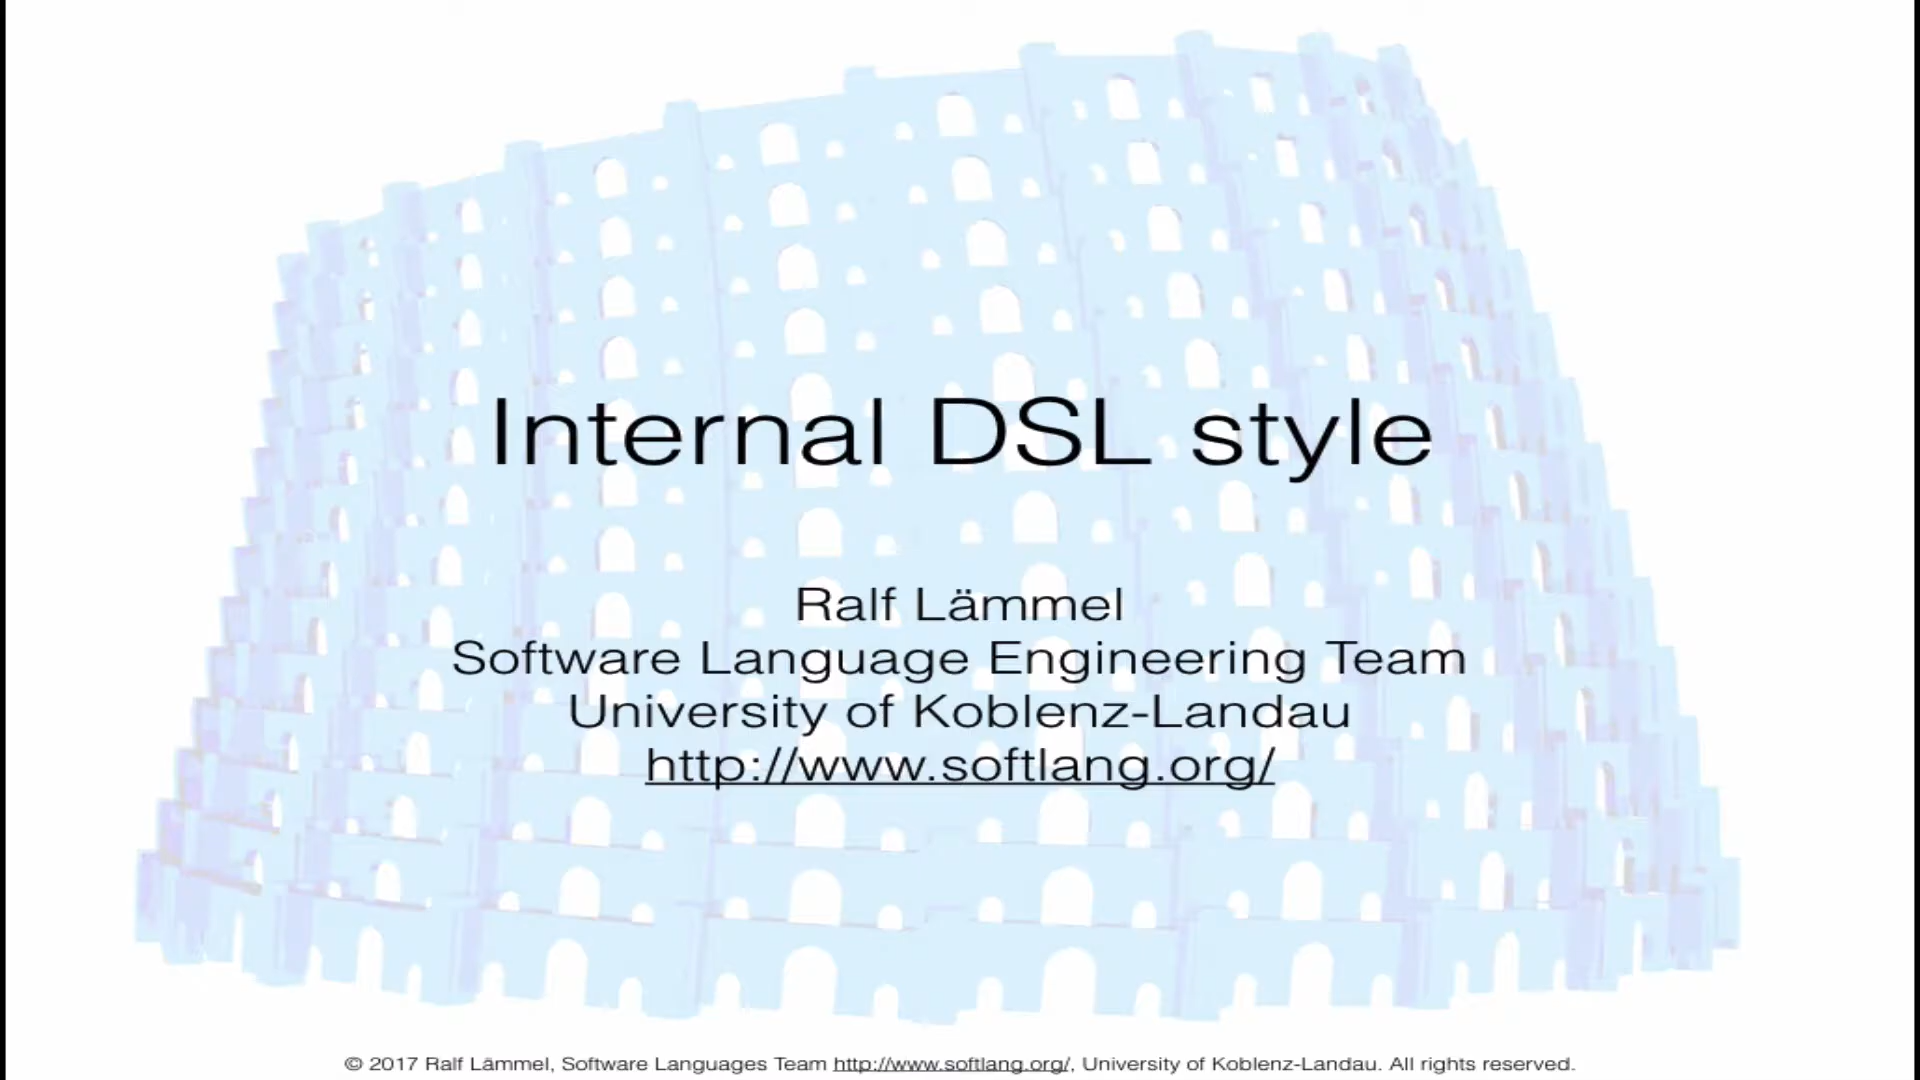 Internal DSL style
Ralf Lämmel
Software Language Engineering Team
University of Koblenz-Landau
http://www.softlang.org/
© 2017 Ralf Lämmel, Software Languages Team http://www.softlang.org/, University of Koblenz-Landau. All rights reserved.